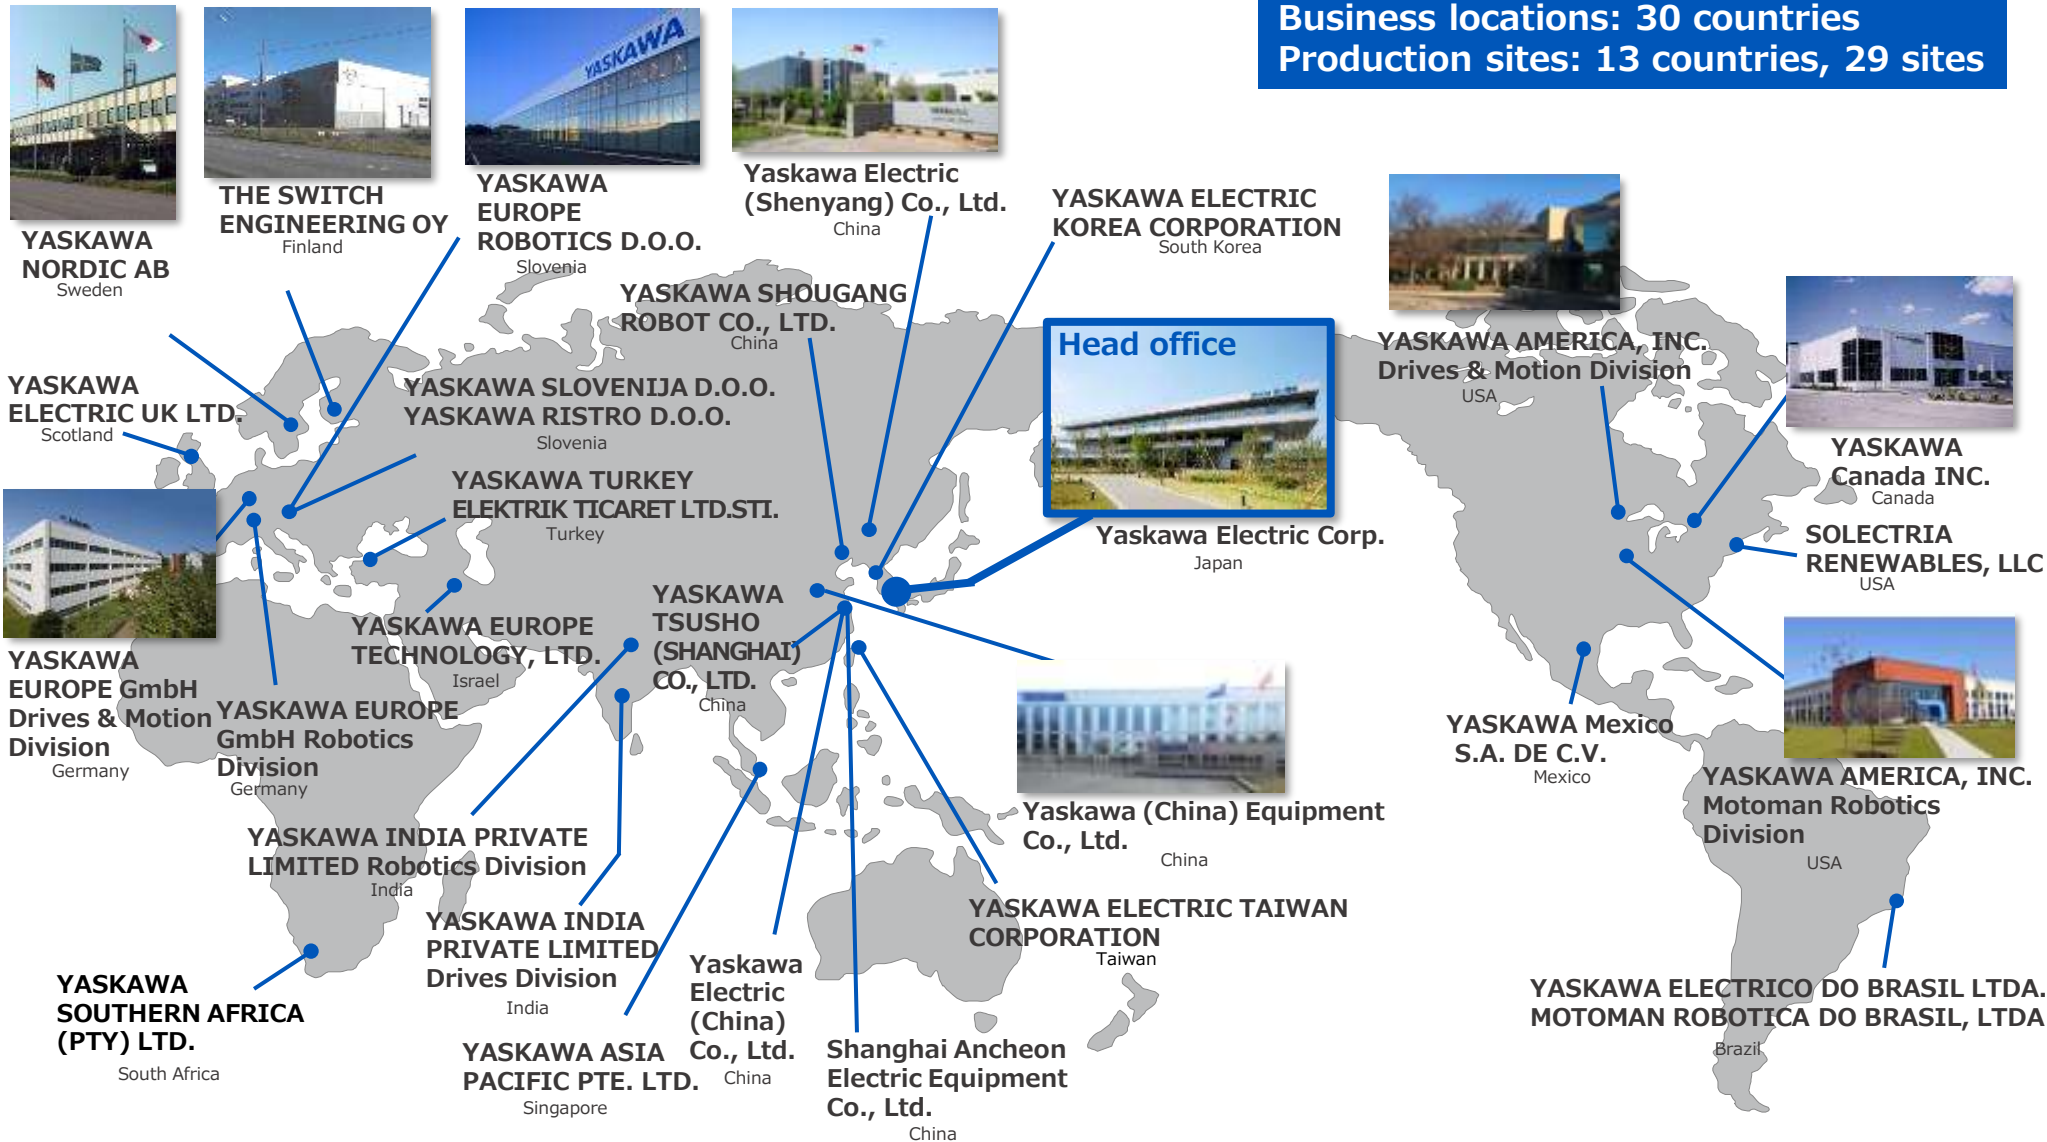 Business locations: 30 countries
Production sites: 13 countries, 29 sites
YASKAWA
YASKAWA
NORDIC AB
Sweden
THE SWITCH
ENGINEERING OY
Finland
YASKAWA
EUROPE
ROBOTICS D.O.O.
Slovenia
Yaskawa Electric
(Shenyang) Co., Ltd.
China
YASKAWA ELECTRIC
KOREA CORPORATION
South Korea
YASKAWA SHOUGANG
ROBOT CO., LTD.
China
Head office
Yaskawa Electric Corp.
Japan
YASKAWA AMERICA, INC.
Drives & Motion Division
USA
YASKAWA
Canada INC.
Canada
SOLECTRIA
RENEWABLES, LLC
USA
YASKAWA
ELECTRIC UK LTD.
Scotland
YASKAWA SLOVENIJA D.O.O.
YASKAWA RISTRO D.O.O.
Slovenia
YASKAWA TURKEY
ELEKTRIK TICARET LTD.STI.
Turkey
YASKAWA EUROPE
TECHNOLOGY, LTD.
Israel
YASKAWA
TSUSHO
(SHANGHAI)
CO., LTD.
China
YASKAWA
EUROPE GmbH
Drives & Motion
Division
Germany
YASKAWA EUROPE
GmbH Robotics
Division
Germany
YASKAWA Mexico
S.A. DE C.V.
Mexico
YASKAWA AMERICA, INC.
Motoman Robotics
Division
USA
Yaskawa (China) Equipment
Co., Ltd.
China
YASKAWA INDIA PRIVATE
LIMITED Robotics Division
India
YASKAWA INDIA
PRIVATE LIMITED
Drives Division
India
YASKAWA ELECTRIC TAIWAN
CORPORATION
Taiwan
YASKAWA
SOUTHERN AFRICA
(PTY) LTD.
South Africa
YASKAWA ASIA
PACIFIC PTE. LTD.
Singapore
Yaskawa
Electric
(China)
Co., Ltd.
China
Shanghai Ancheon
Electric Equipment
Co., Ltd.
China
YASKAWA ELECTRICO DO BRASIL LTDA.
MOTOMAN ROBOTICA DO BRASIL, LTDA
Brazil